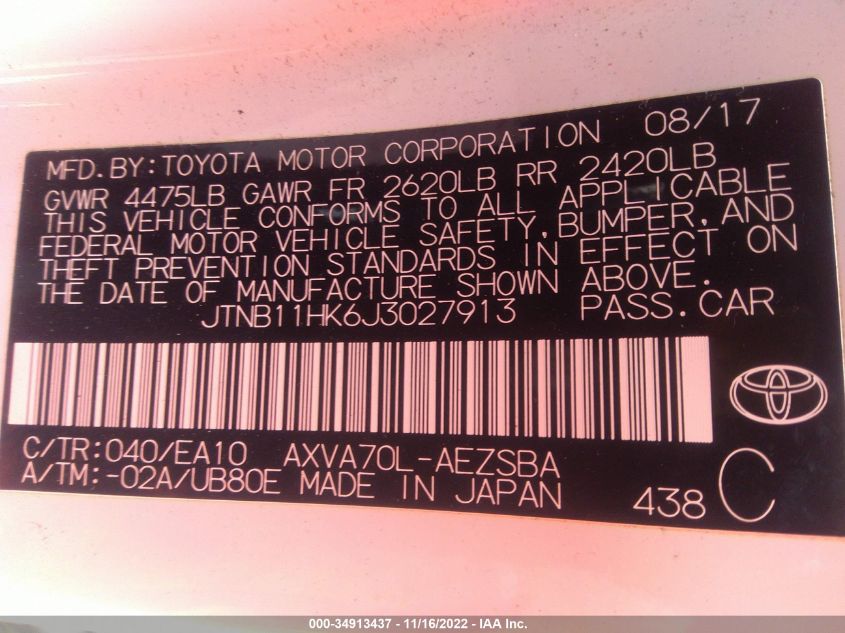 MFD.BY:TOYOTA MOTOR CORPORATION 08/17
GVWR 4475LB GAWR FR 2620LB RR 2420LB
THIS VEHICLE CONFORMS TO ALL APPLICABLE
FEDERAL MOTOR VEHICLE SAFETY,BUMPER,AND
THEFT PREVENTION STANDARDS IN EFFECT ON
THE DATE OF MANUFACTURE SHOWN ABOVE.
JTNB11HK6J3027913 PASS.CAR
C/TR:040/EA10 AXVA70L-AEZSBA
A/TM:-02A/UB80E MADE IN JAPAN 438 C
000-34913437 - 11/16/2022 - IAA Inc.